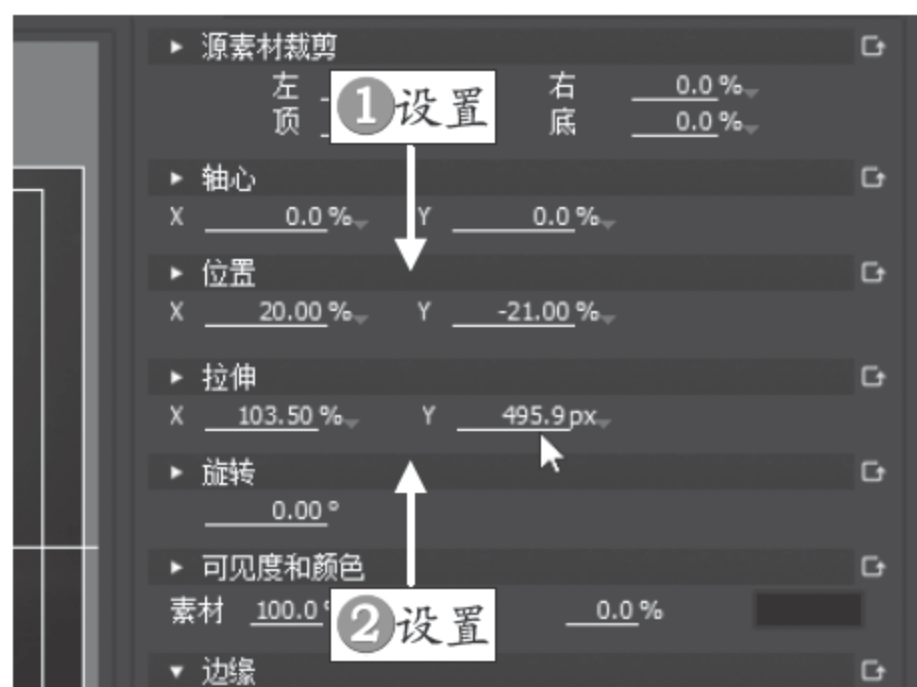 源素材裁剪
左 右 0.0 %
①设置
顶 底 0.0 %
轴心
X 0.0 % Y 0.0 %
位置
X 20.00 % Y -21.00 %
拉伸
X 103.50 % Y 495.9 px
旋转
0.00 °
可见度和颜色
素材 100.0 0.0 %
②设置
边缘